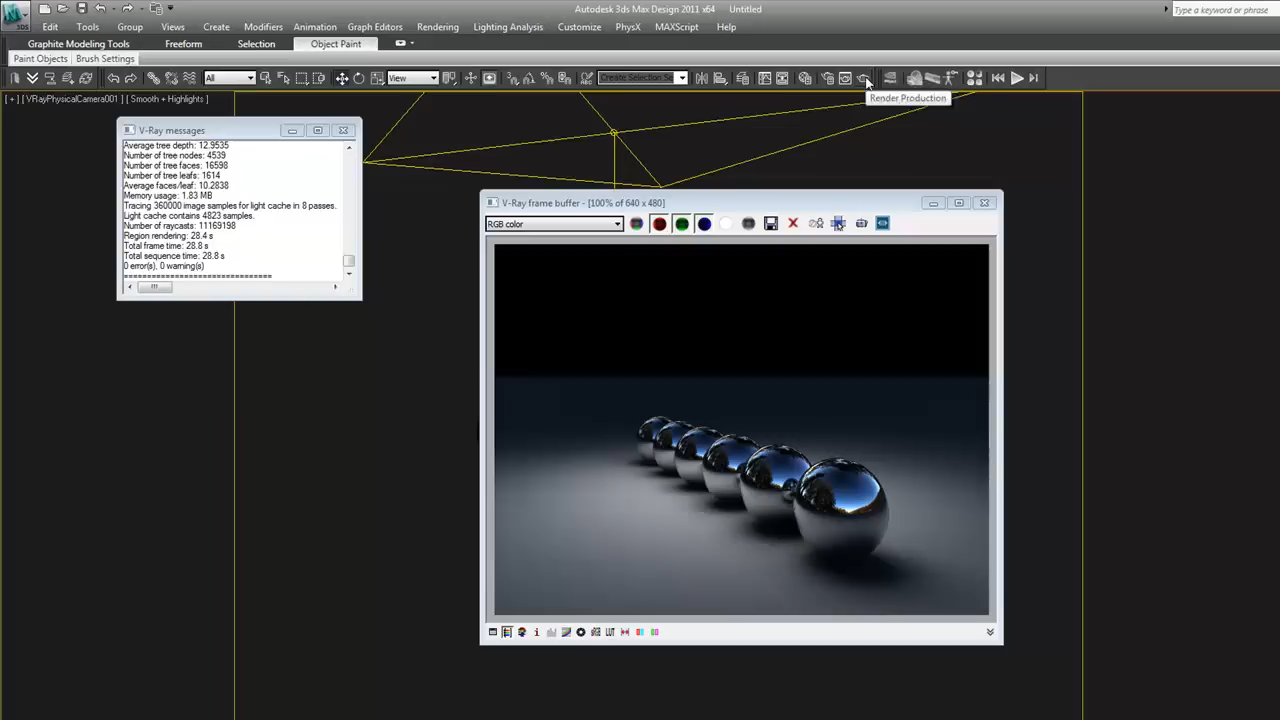 Autodesk 3ds Max Design 2011 x64 Untitled
Type a keyword or phrase
3DS
Edit Tools Group Views Create Modifiers Animation Graph Editors Rendering Lighting Analysis Customize PhysX MAXScript Help
Graphite Modeling Tools Freeform Selection Object Paint
Paint Objects Brush Settings
All View ABC Create Selection Se
Render Production
[ + ] [ VRayPhysicalCamera001 ] [ Smooth + Highlights ]
V-Ray messages
Average tree depth: 12.9535
Number of tree nodes: 4539
Number of tree faces: 16598
Number of tree leafs: 1614
Average faces/leaf: 10.2838
Memory usage: 1.83 MB
Tracing 360000 image samples for light cache in 8 passes.
Light cache contains 4823 samples.
Number of raycasts: 11169198
Region rendering: 28.4 s
Total frame time: 28.8 s
Total sequence time: 28.8 s
0 error(s), 0 warning(s)
==============================
V-Ray frame buffer - [100% of 640 x 480]
RGB color
i LUT